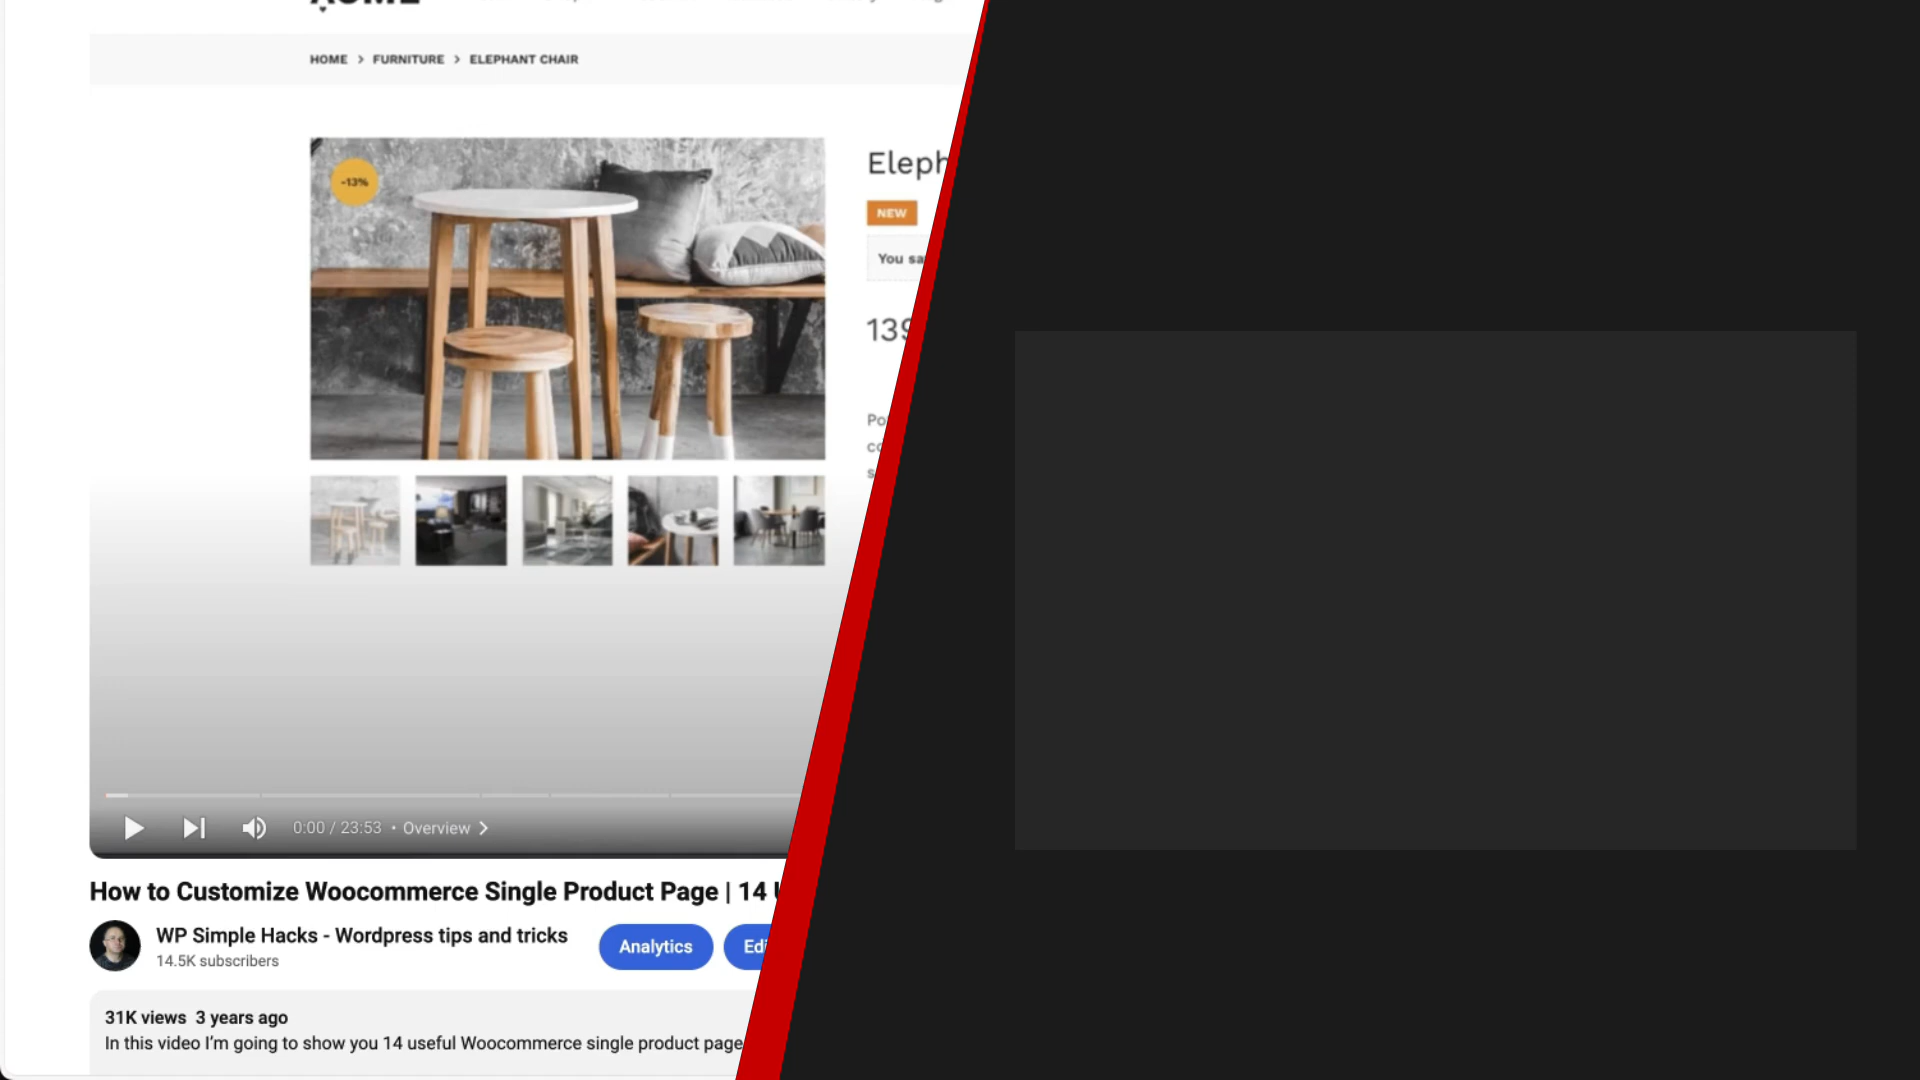 HOME > FURNITURE > ELEPHANT CHAIR
-13%
NEW
You
0:00 / 23:53 • Overview >
How to Customize Woocommerce Single Product Page | 14
WP Simple Hacks - Wordpress tips and tricks
14.5K subscribers
Analytics
31K views 3 years ago
In this video I'm going to show you 14 useful Woocommerce single product page